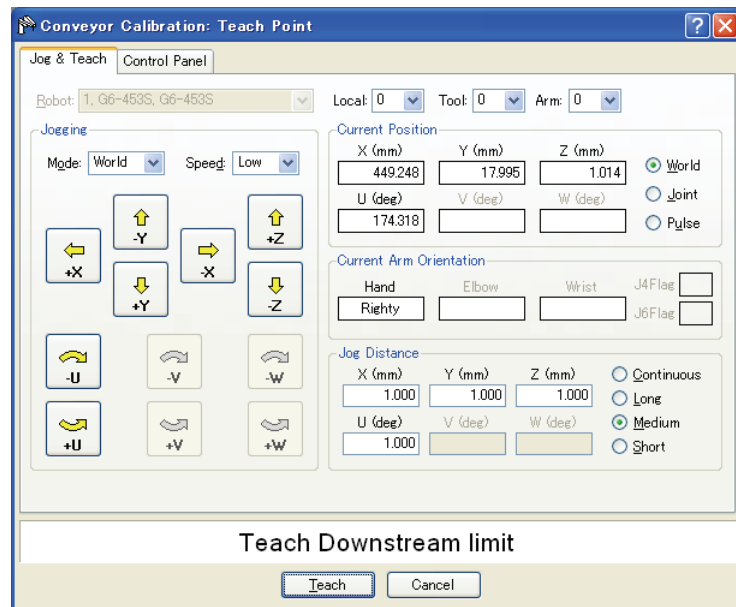 Conveyor Calibration: Teach Point
Jog & Teach Control Panel
Robot: 1, G6-453S, G6-453S Local: 0 Tool: 0 Arm: 0
Jogging
Mode: World Speed: Low
-Y +Z
+X -X
+Y -Z
-U -V -W
+U +V +W
Current Position
X (mm) Y (mm) Z (mm)
449.248 17.995 1.014
U (deg) V (deg) W (deg)
174.318
World
Joint
Pulse
Current Arm Orientation
Hand Elbow Wrist J4Flag
Righty J6Flag
Jog Distance
X (mm) Y (mm) Z (mm)
1.000 1.000 1.000
U (deg) V (deg) W (deg)
1.000
Continuous
Long
Medium
Short
Teach Downstream limit
Teach Cancel